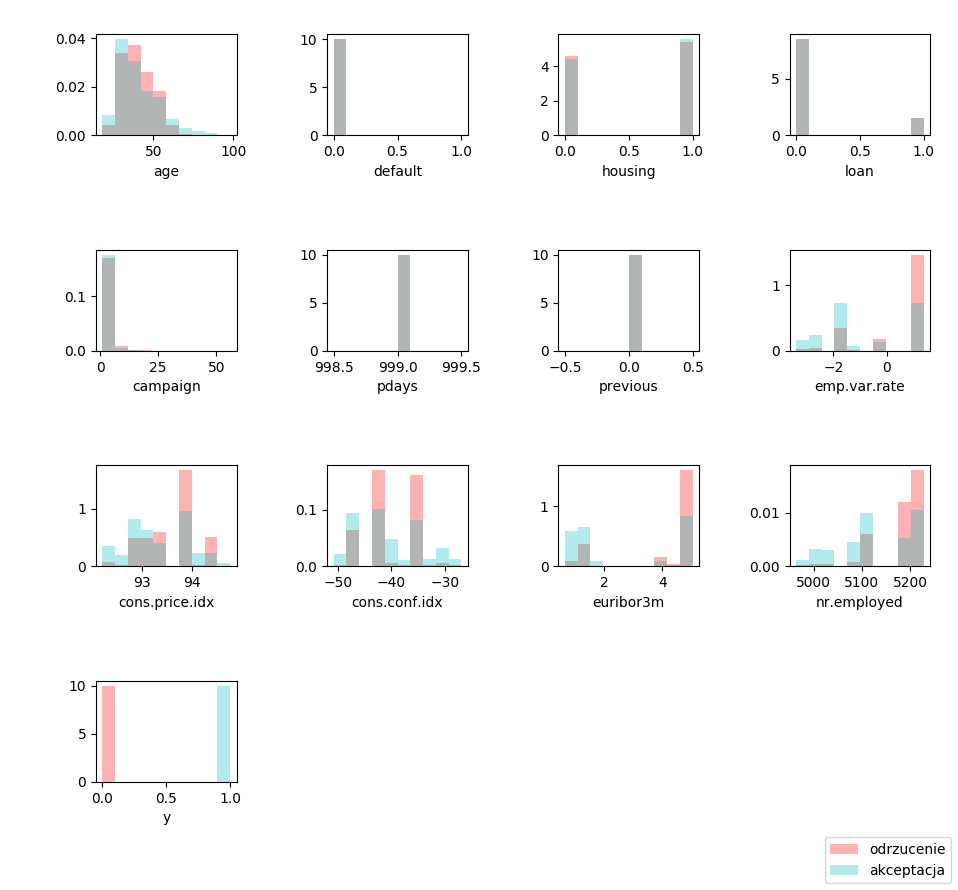 0.04
0.02
0.00
50 100
age
10
5
0
0.0 0.5 1.0
default
4
2
0
0.0 0.5 1.0
housing
5
0
0.0 0.5 1.0
loan
0.1
0.0
0 25 50
campaign
10
5
0
998.5 999.0 999.5
pdays
10
5
0
−0.5 0.0 0.5
previous
1
0
−2 0
emp.var.rate
1
0
93 94
cons.price.idx
0.1
0.0
−50 −40 −30
cons.conf.idx
1
0
2 4
euribor3m
0.01
0.00
5000 5100 5200
nr.employed
10
5
0
0.0 0.5 1.0
y
odrzucenie
akceptacja